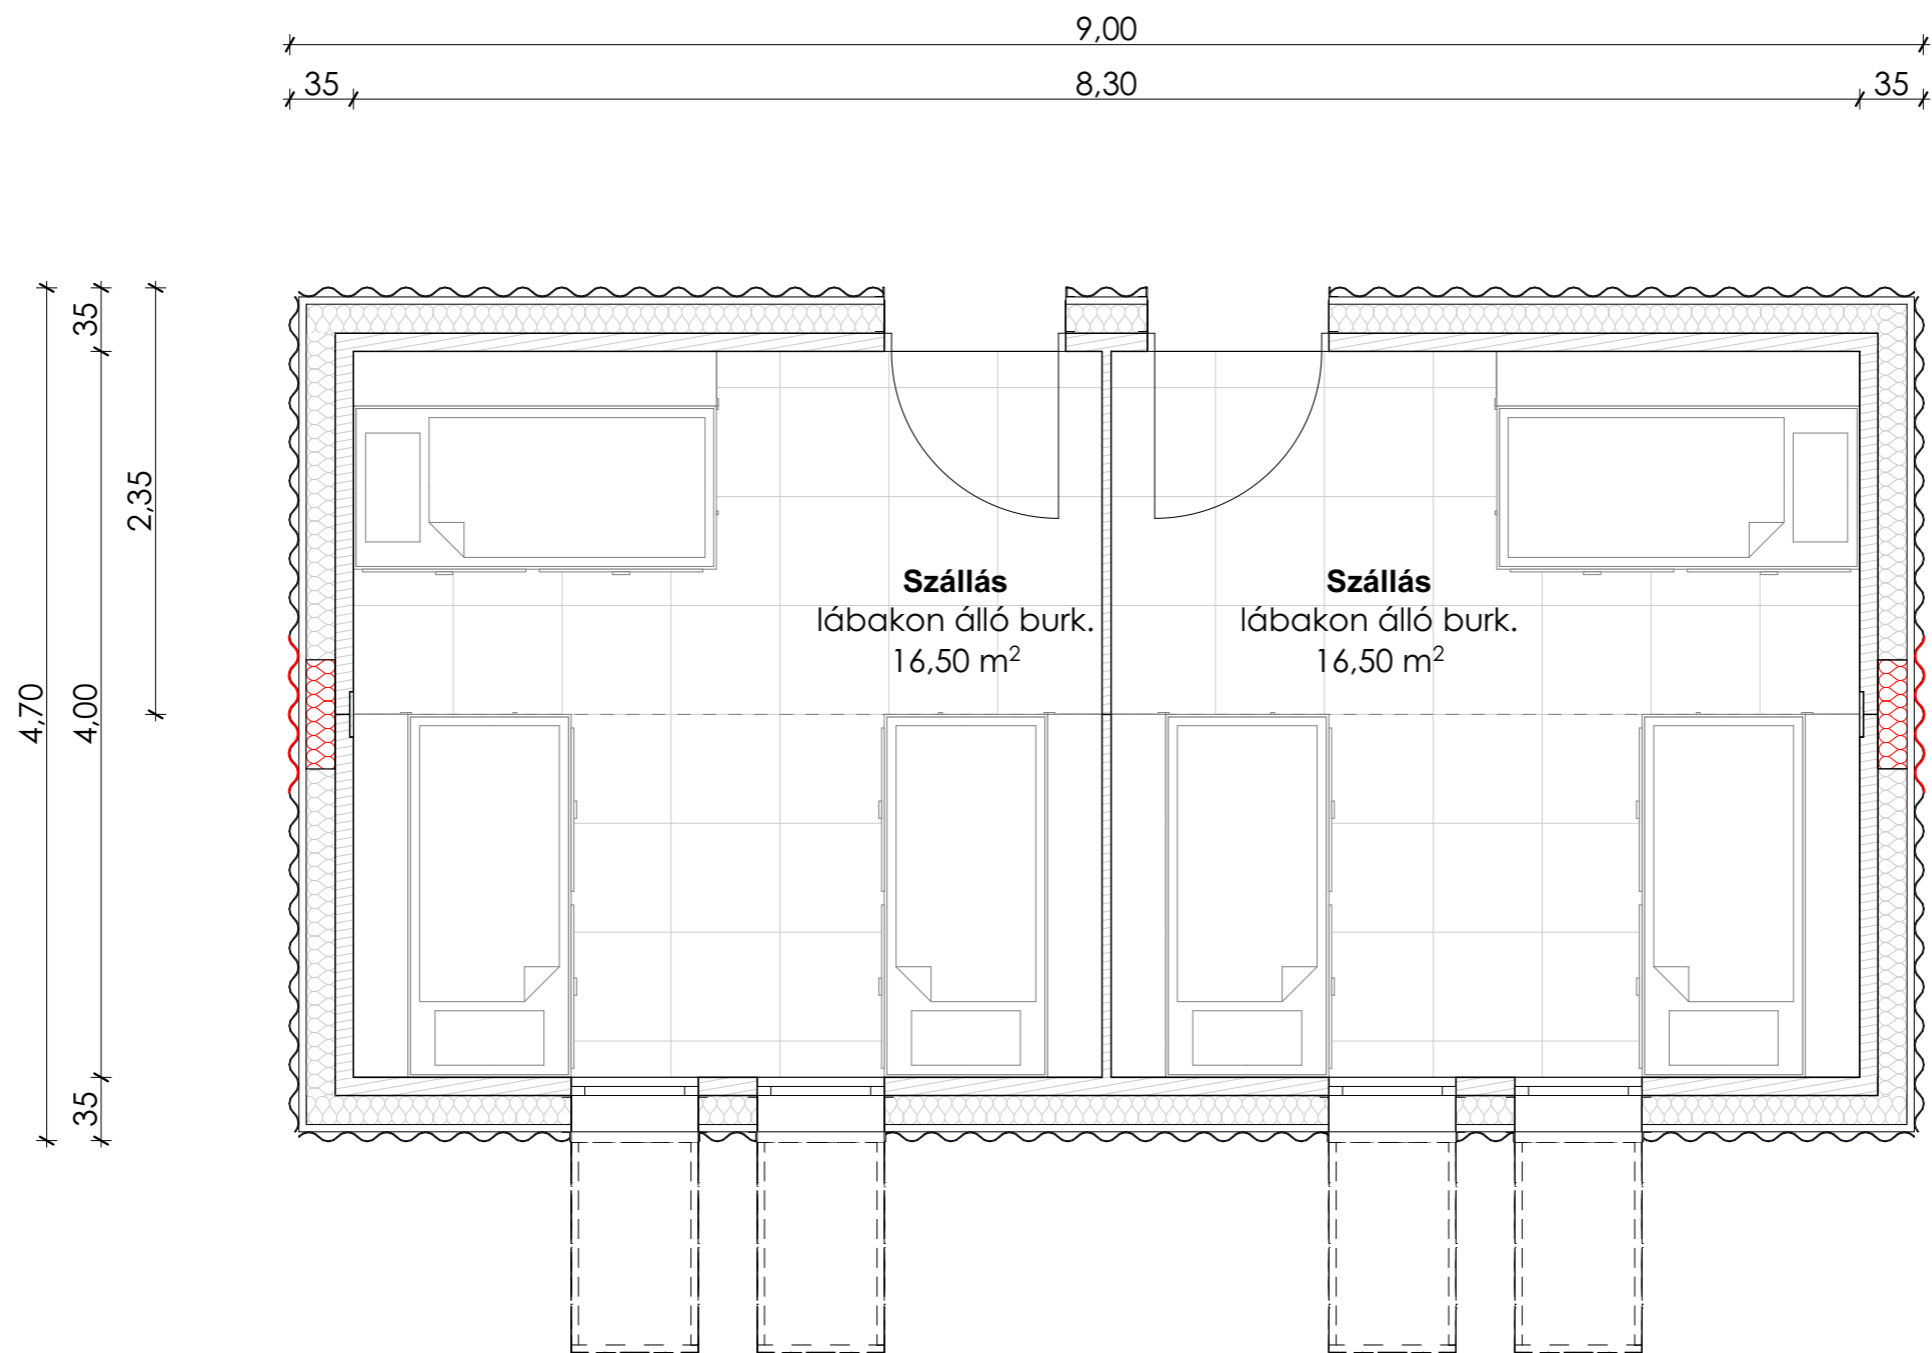 9,00
35
8,30
35
35
2,35
4,70
4,00
35
Szállás
lábakon álló burk.
16,50 m²
Szállás
lábakon álló burk.
16,50 m²